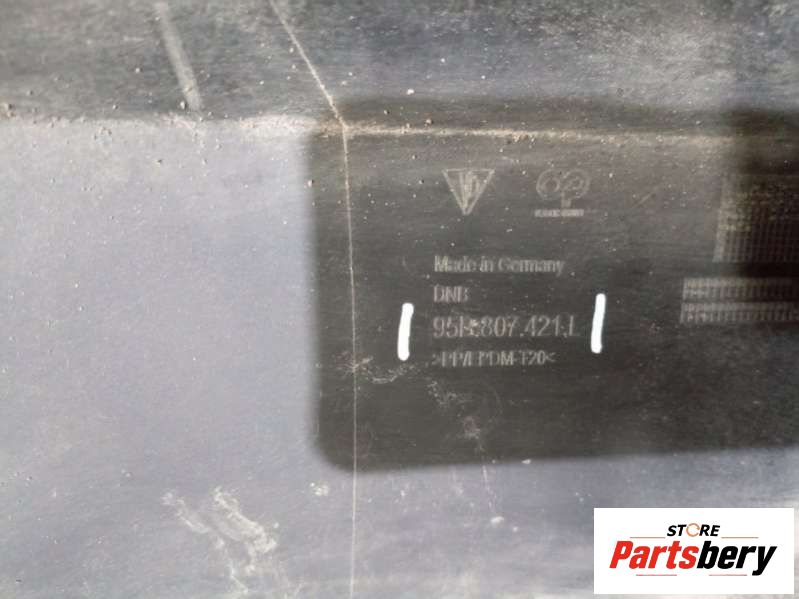 Made in Germany
DNB
95B.807.421.L
>PP/EPDM-T20<
STORE
Partsbery